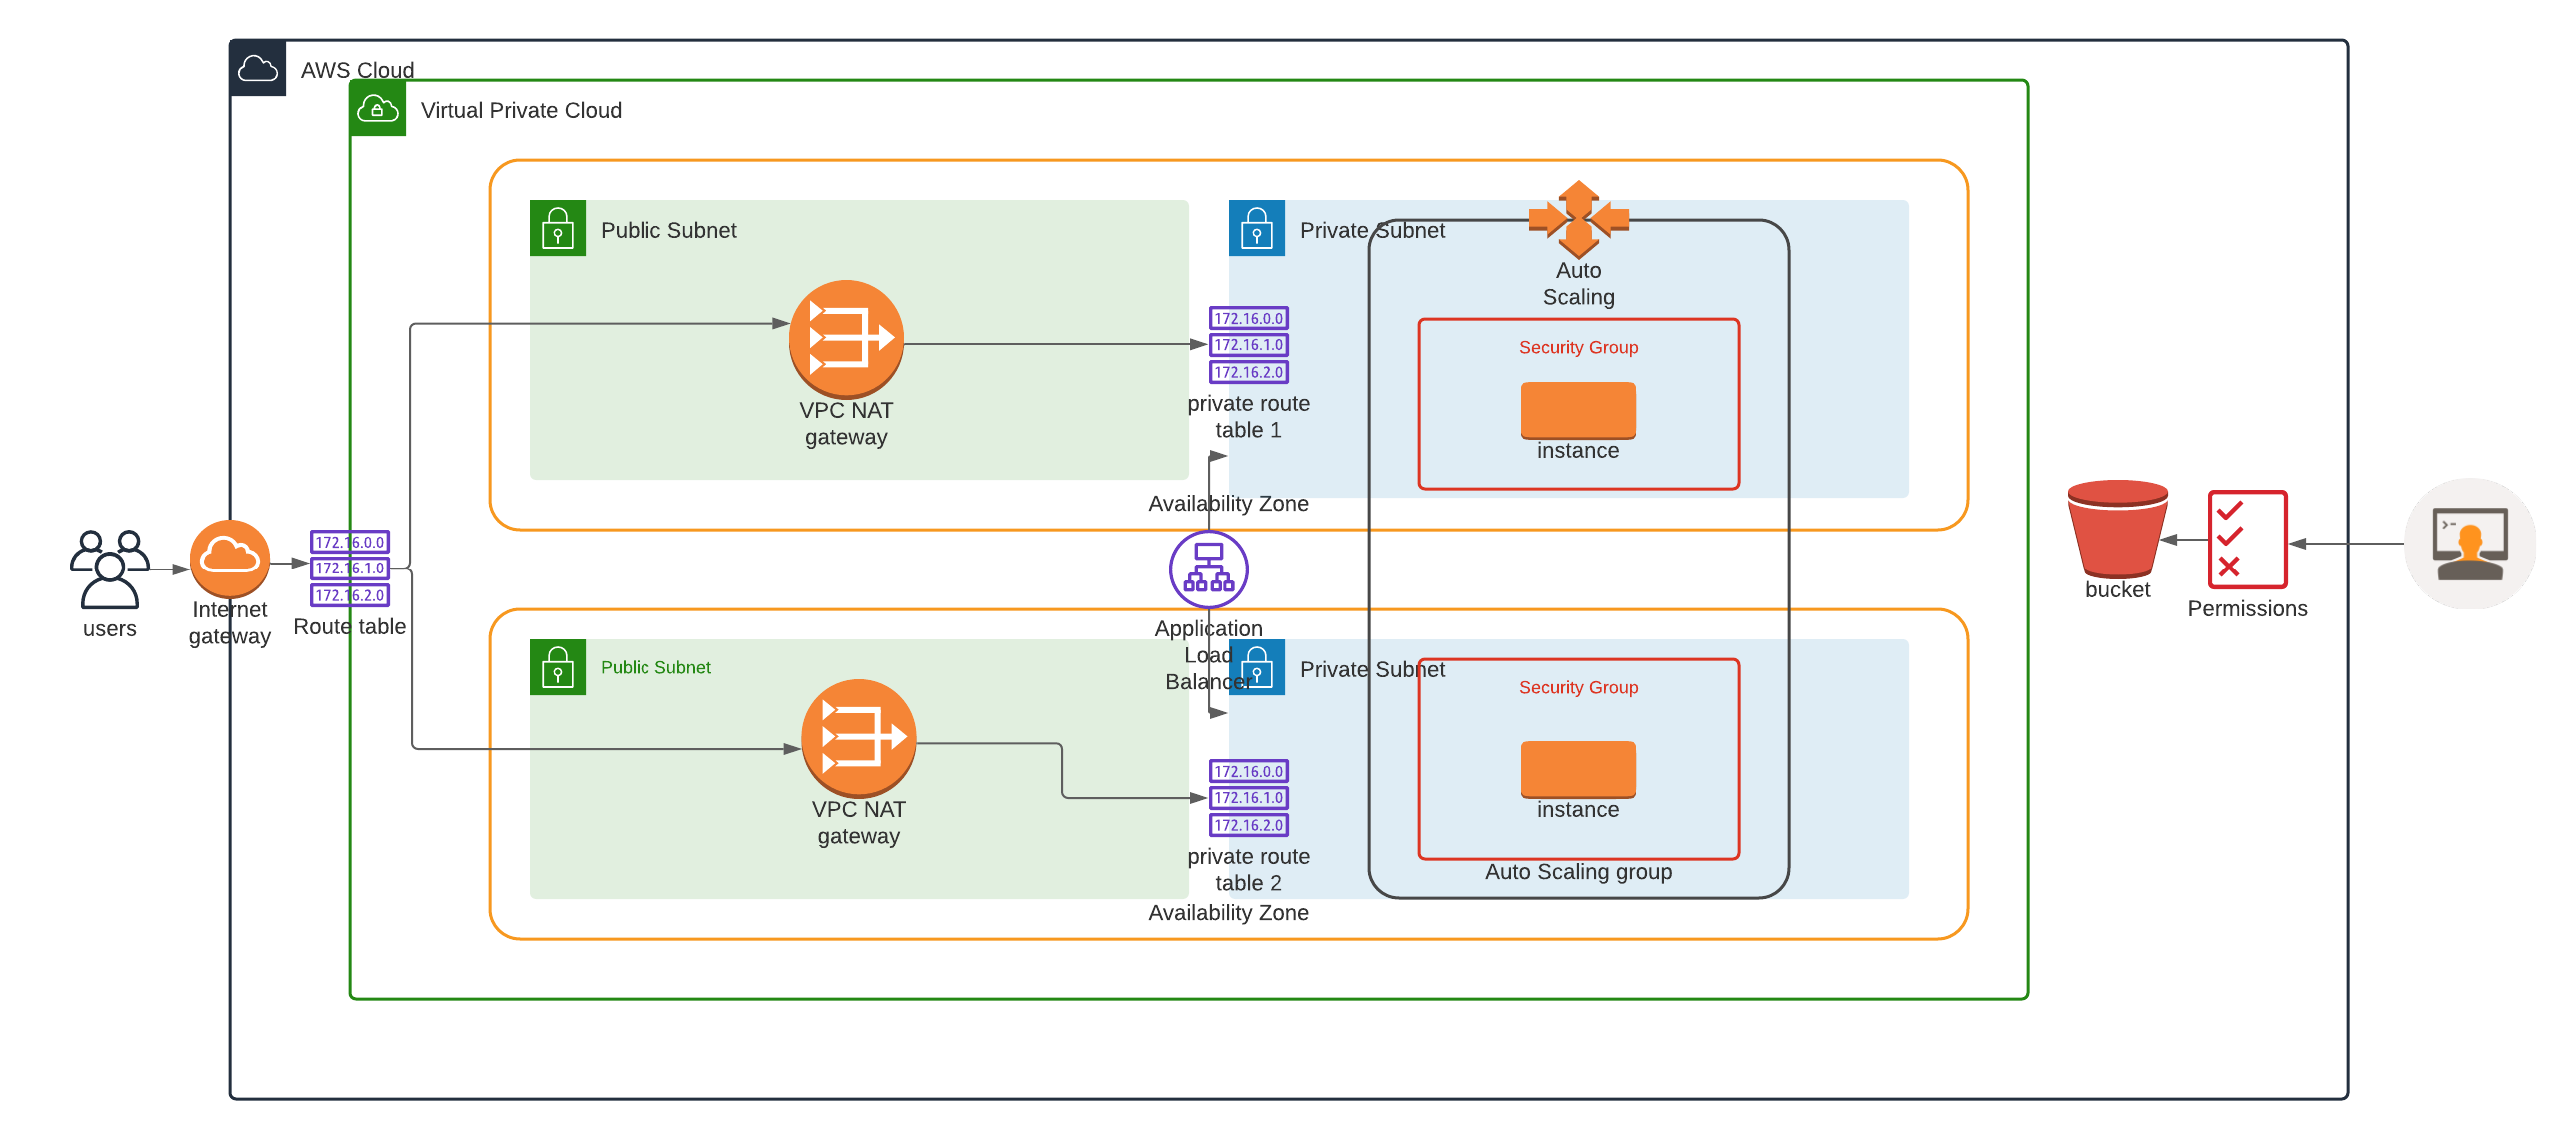 AWS Cloud
Virtual Private Cloud
Public Subnet
Private Subnet
Auto
Scaling
172.16.0.0
172.16.1.0
172.16.2.0
Security Group
VPC NAT
gateway
private route
table 1
instance
Availability Zone
users
Internet
gateway
172.16.0.0
172.16.1.0
172.16.2.0
Route table
Application
Load
Balancer
bucket
Permissions
Public Subnet
Private Subnet
Security Group
VPC NAT
gateway
172.16.0.0
172.16.1.0
172.16.2.0
private route
table 2
instance
Auto Scaling group
Availability Zone